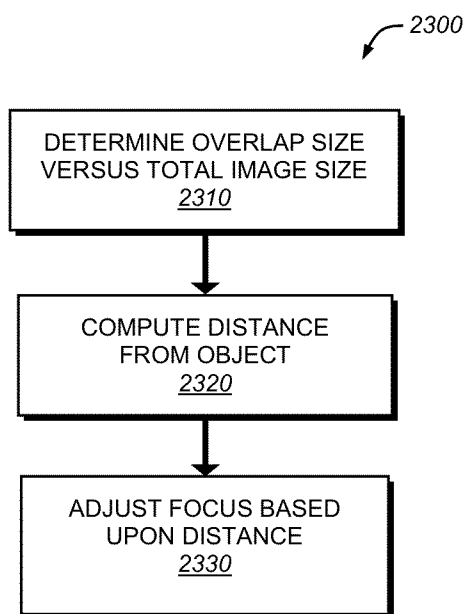 2300
DETERMINE OVERLAP SIZE
VERSUS TOTAL IMAGE SIZE
2310
COMPUTE DISTANCE
FROM OBJECT
2320
ADJUST FOCUS BASED
UPON DISTANCE
2330